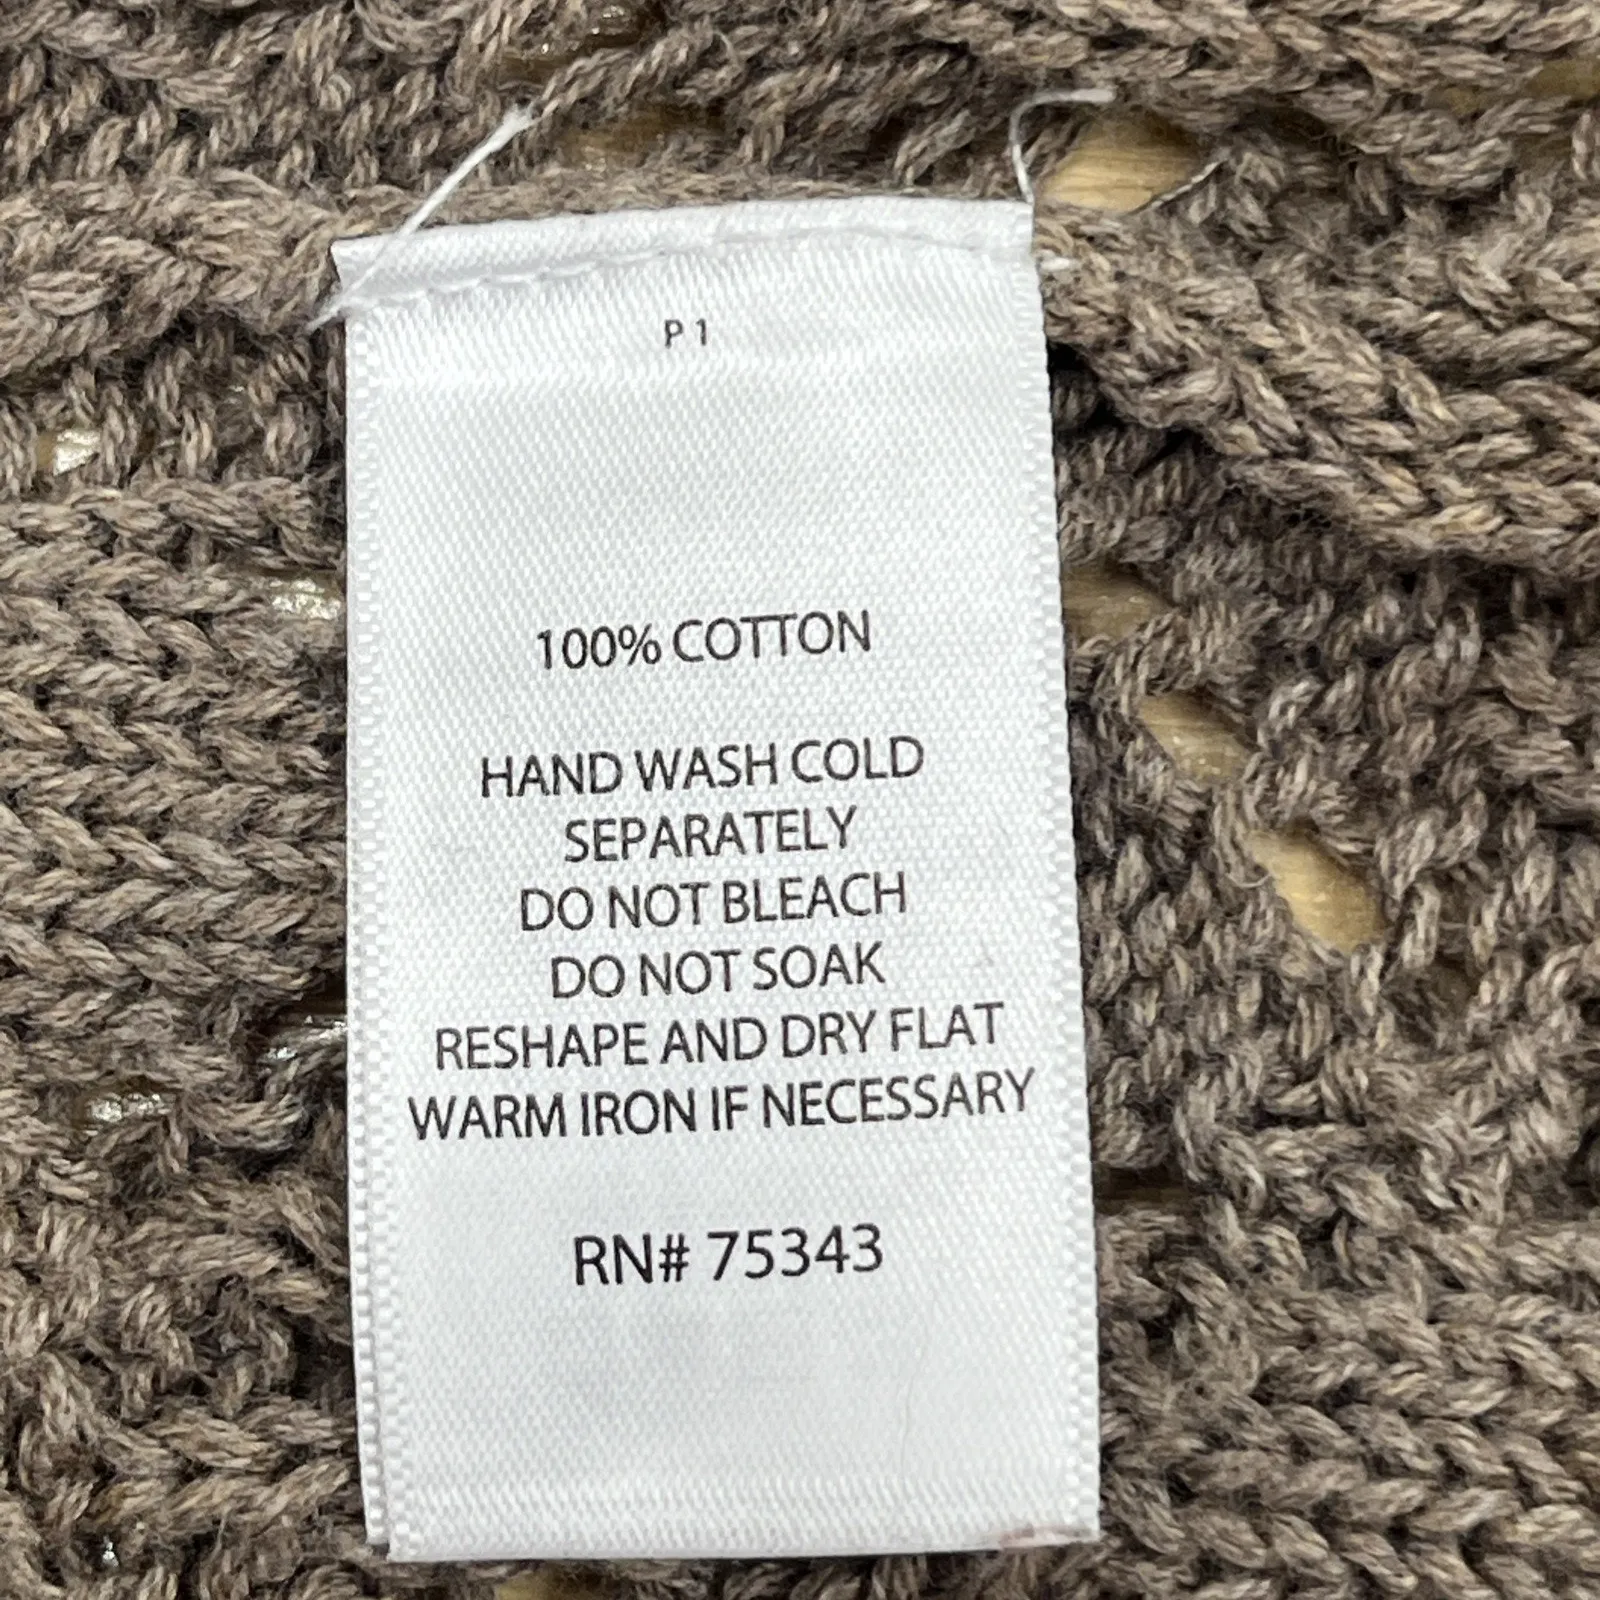 P 1
100% COTTON
HAND WASH COLD
SEPARATELY
DO NOT BLEACH
DO NOT SOAK
RESHAPE AND DRY FLAT
WARM IRON IF NECESSARY
RN# 75343